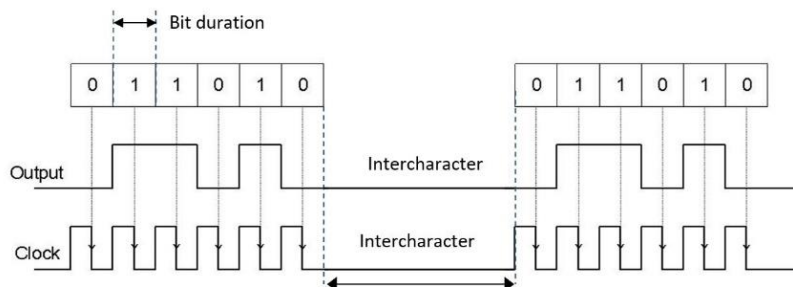 Bit duration
0 1 1 0 1 0 0 1 1 0 1 0
Intercharacter
Output
Intercharacter
Clock